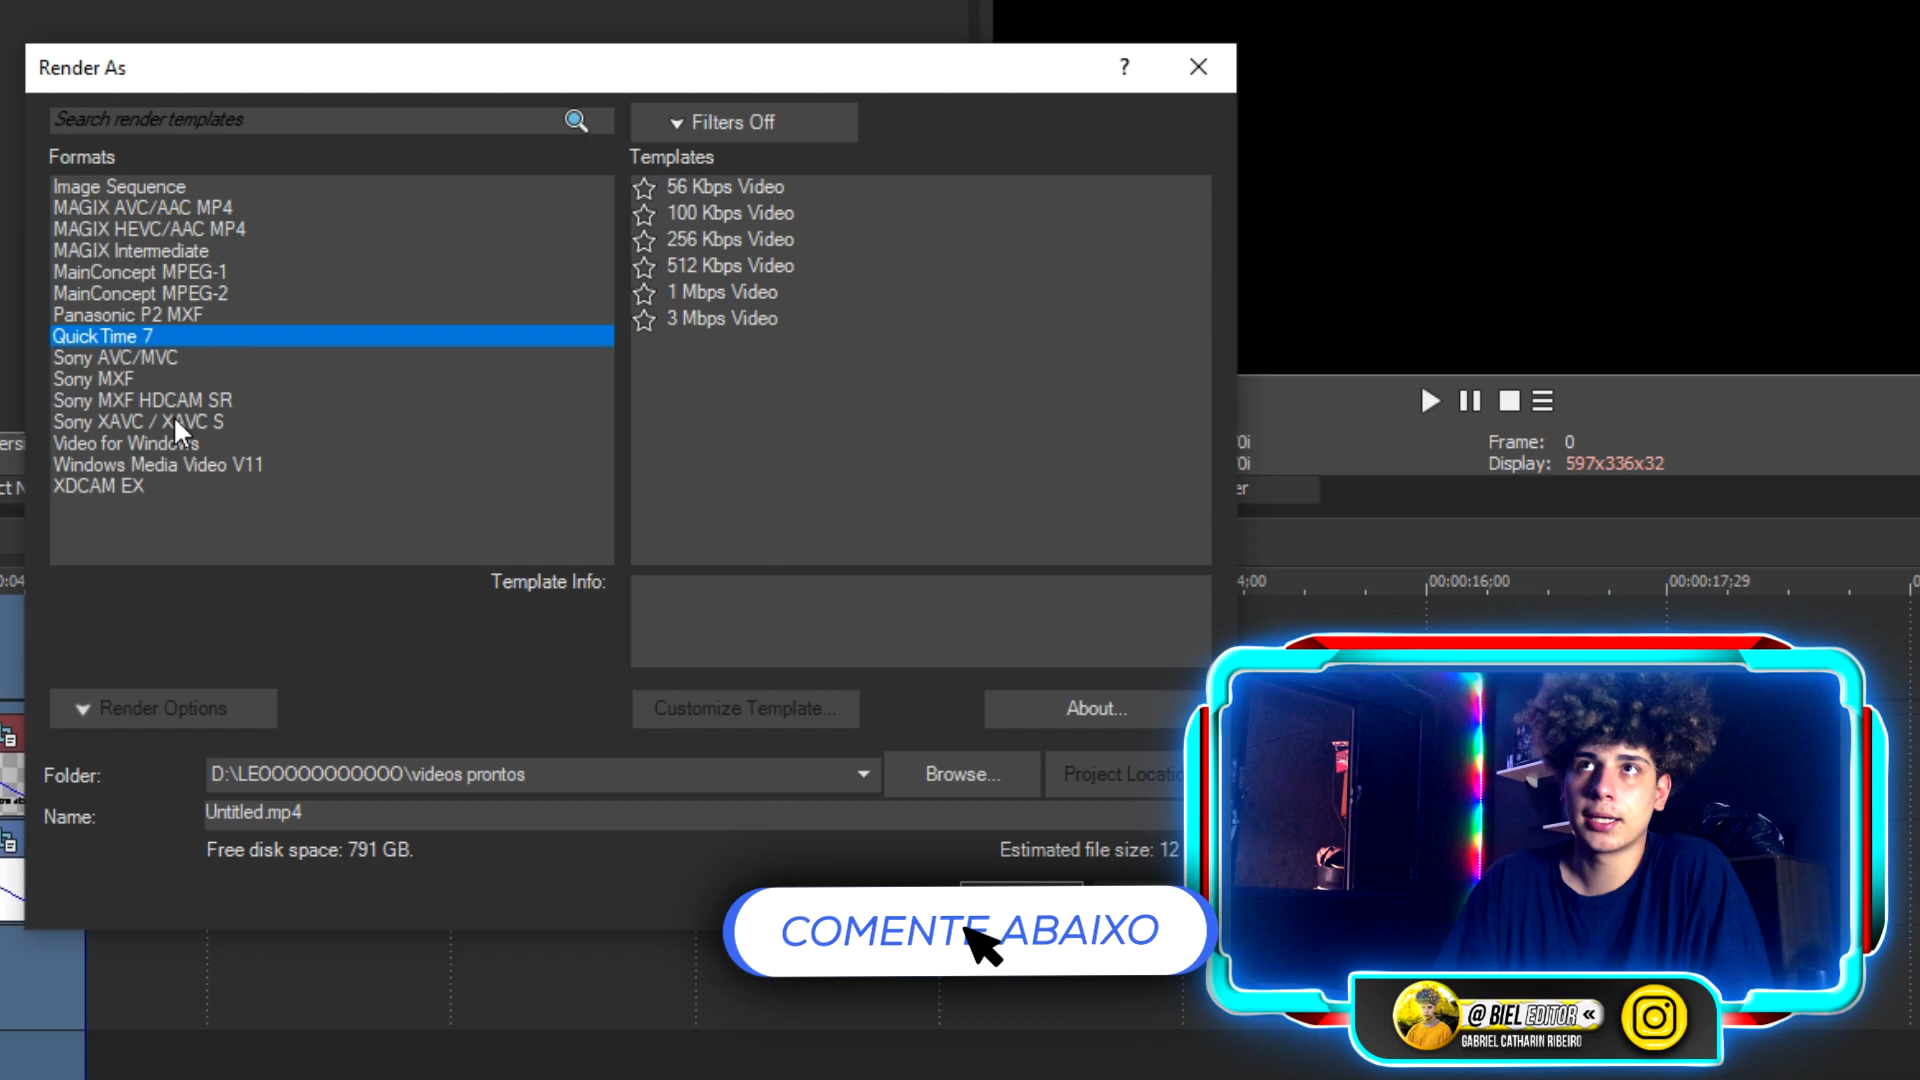 Render As
?
Search render templates
Filters Off
Formats
Templates
Image Sequence
MAGIX AVC/AAC MP4
MAGIX HEVC/AAC MP4
MAGIX Intermediate
MainConcept MPEG-1
MainConcept MPEG-2
Panasonic P2 MXF
QuickTime 7
Sony AVC/MVC
Sony MXF
Sony MXF HDCAM SR
Sony XAVC / XAVC S
Video for Windows
Windows Media Video V11
XDCAM EX
56 Kbps Video
100 Kbps Video
256 Kbps Video
512 Kbps Video
1 Mbps Video
3 Mbps Video
Frame: 0
Display: 597x336x32
Template Info:
00:00:16;00
00:00:17;29
Render Options
Customize Template...
About...
Folder:
D:\LEOOOOOOOOOOO\videos prontos
Browse...
Project
Name:
Untitled.mp4
Free disk space: 791 GB.
Estimated file size: 12
COMENTE ABAIXO
@ BIEL EDITOR «
GABRIEL CATHARIN RIBEIRO